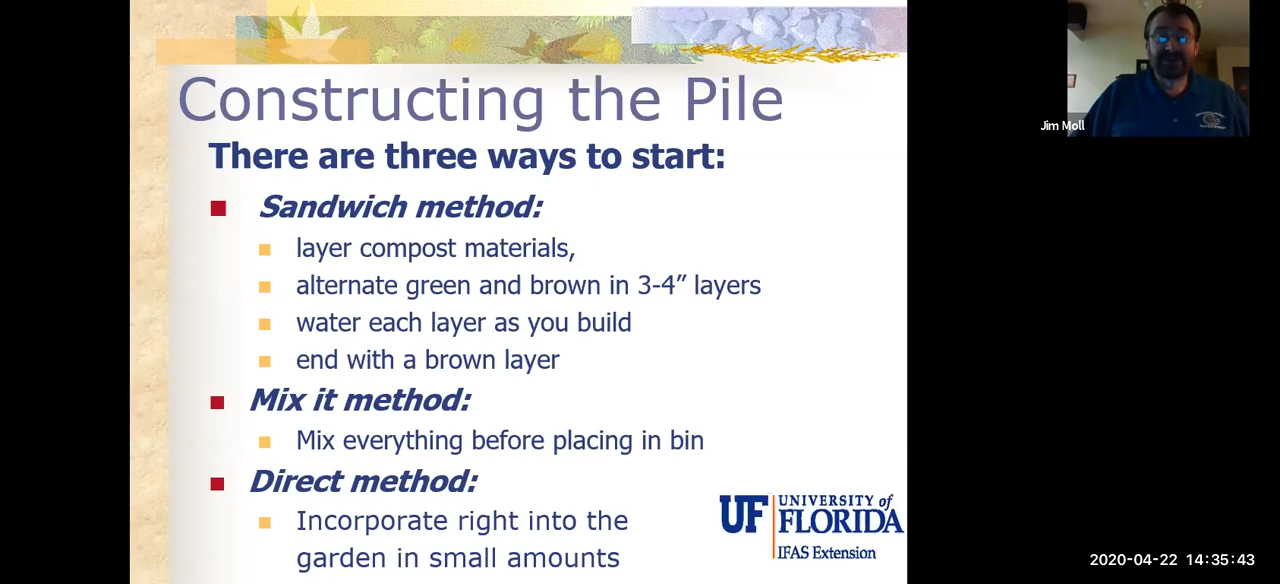 Constructing the Pile
There are three ways to start:
Sandwich method:
layer compost materials,
alternate green and brown in 3-4” layers
water each layer as you build
end with a brown layer
Mix it method:
Mix everything before placing in bin
Direct method:
Incorporate right into the
garden in small amounts
UF UNIVERSITY of
FLORIDA
IFAS Extension
Jim Moll
2020-04-22 14:35:43